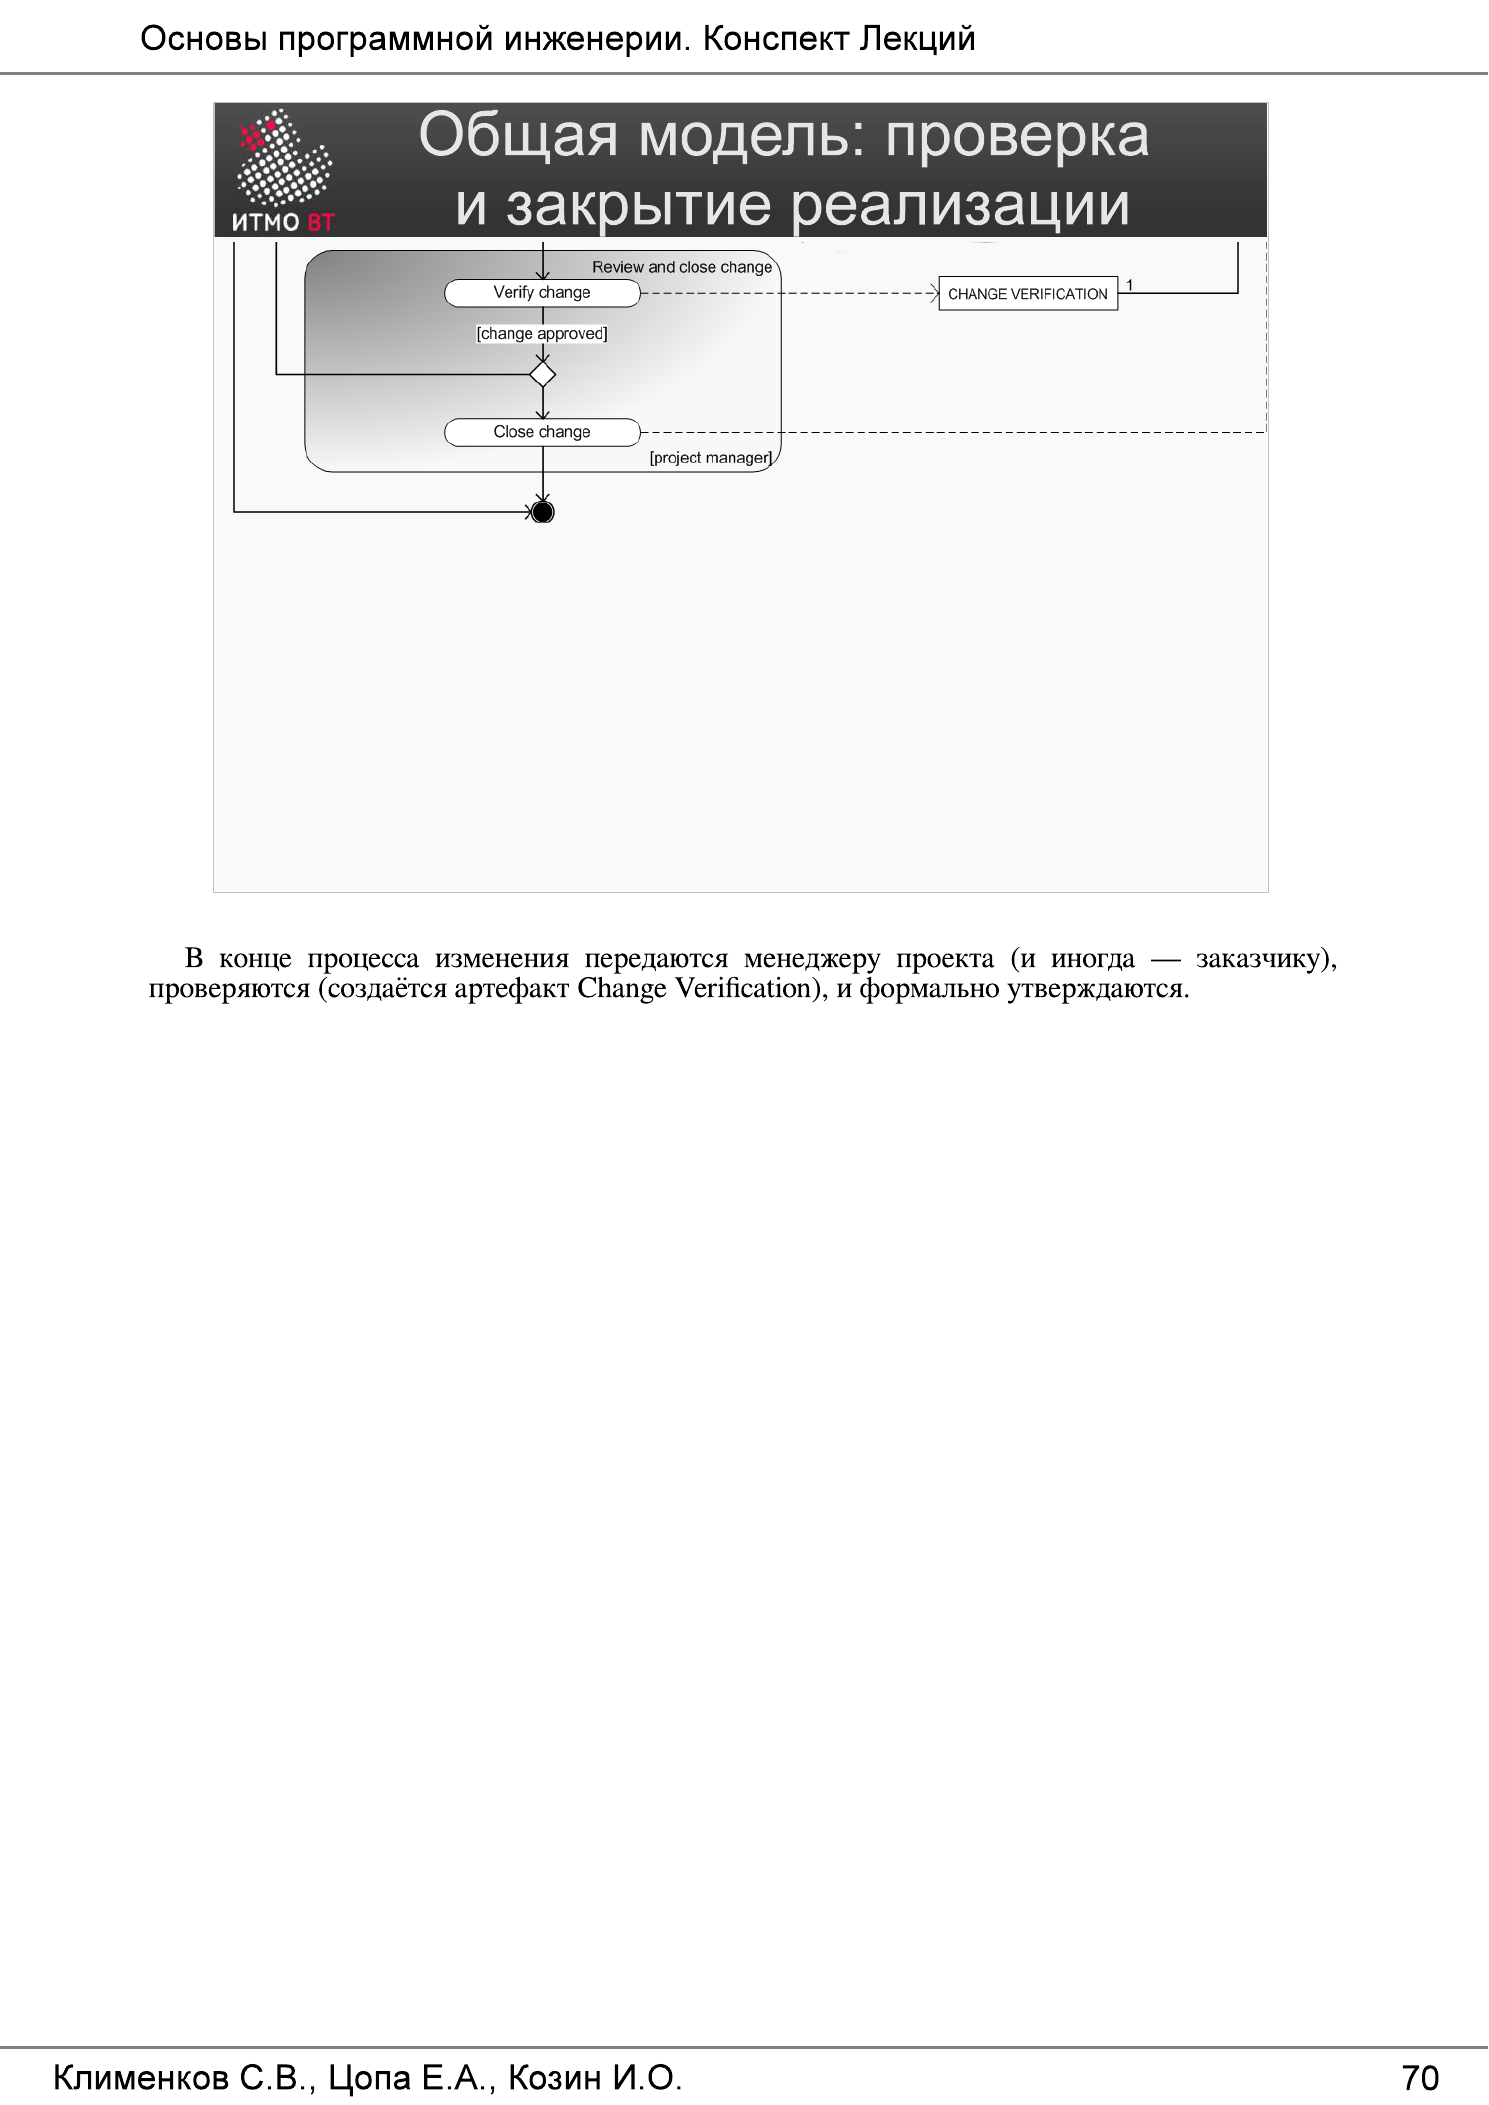 Основы программной инженерии. Конспект Лекций
Общая модель: проверка
и закрытие реализации
ИТМО ВТ
Review and close change
Verify change
CHANGE VERIFICATION
1
[change approved]
Close change
[project manager]
В конце процесса изменения передаются менеджеру проекта (и иногда — заказчику),
проверяются (создаётся артефакт Change Verification), и формально утверждаются.
Клименков С.В., Цопа Е.А., Козин И.О.
70